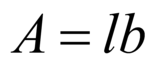 A = lb